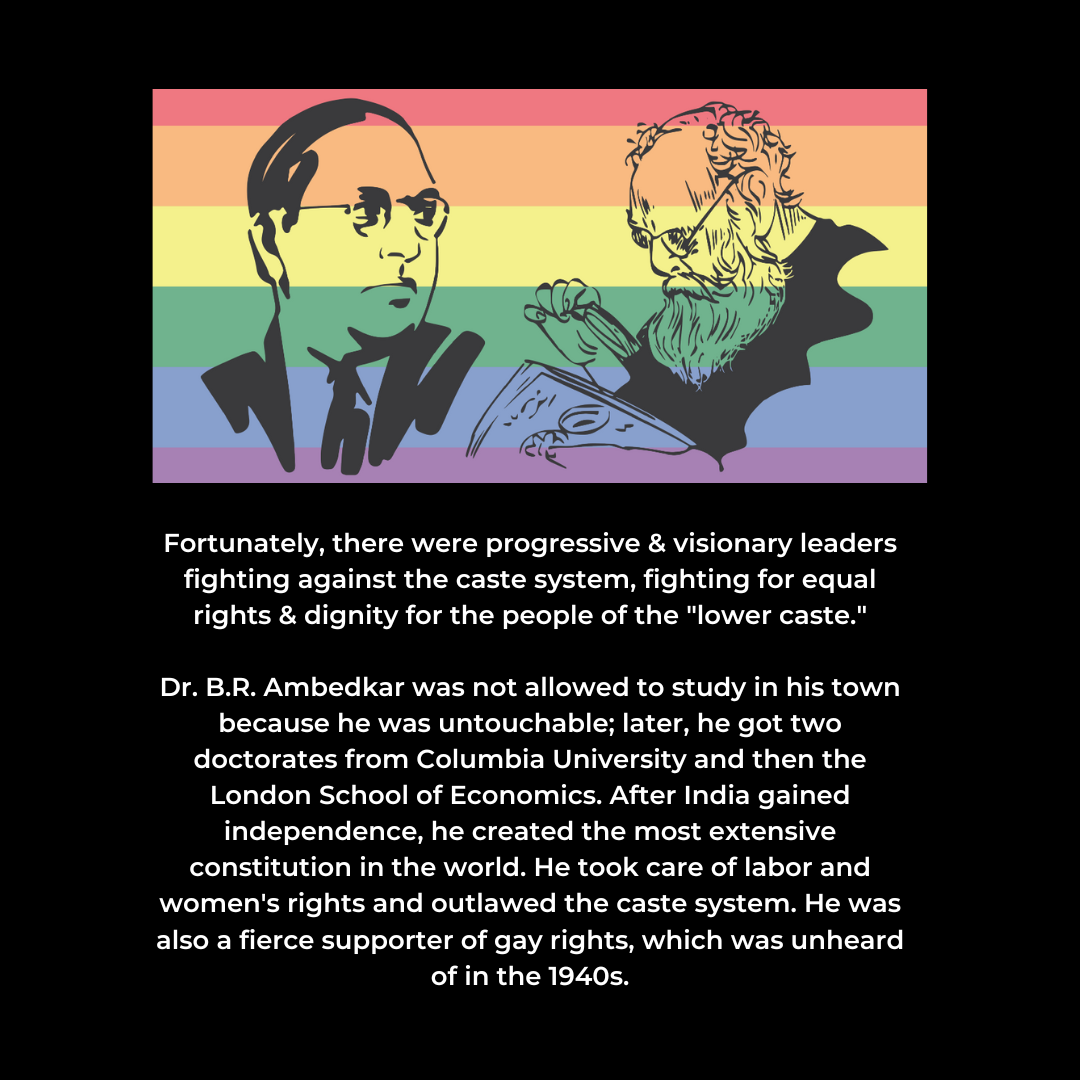 Fortunately, there were progressive & visionary leaders
fighting against the caste system, fighting for equal
rights & dignity for the people of the "lower caste."
Dr. B.R. Ambedkar was not allowed to study in his town
because he was untouchable; later, he got two
doctorates from Columbia University and then the
London School of Economics. After India gained
independence, he created the most extensive
constitution in the world. He took care of labor and
women's rights and outlawed the caste system. He was
also a fierce supporter of gay rights, which was unheard
of in the 1940s.